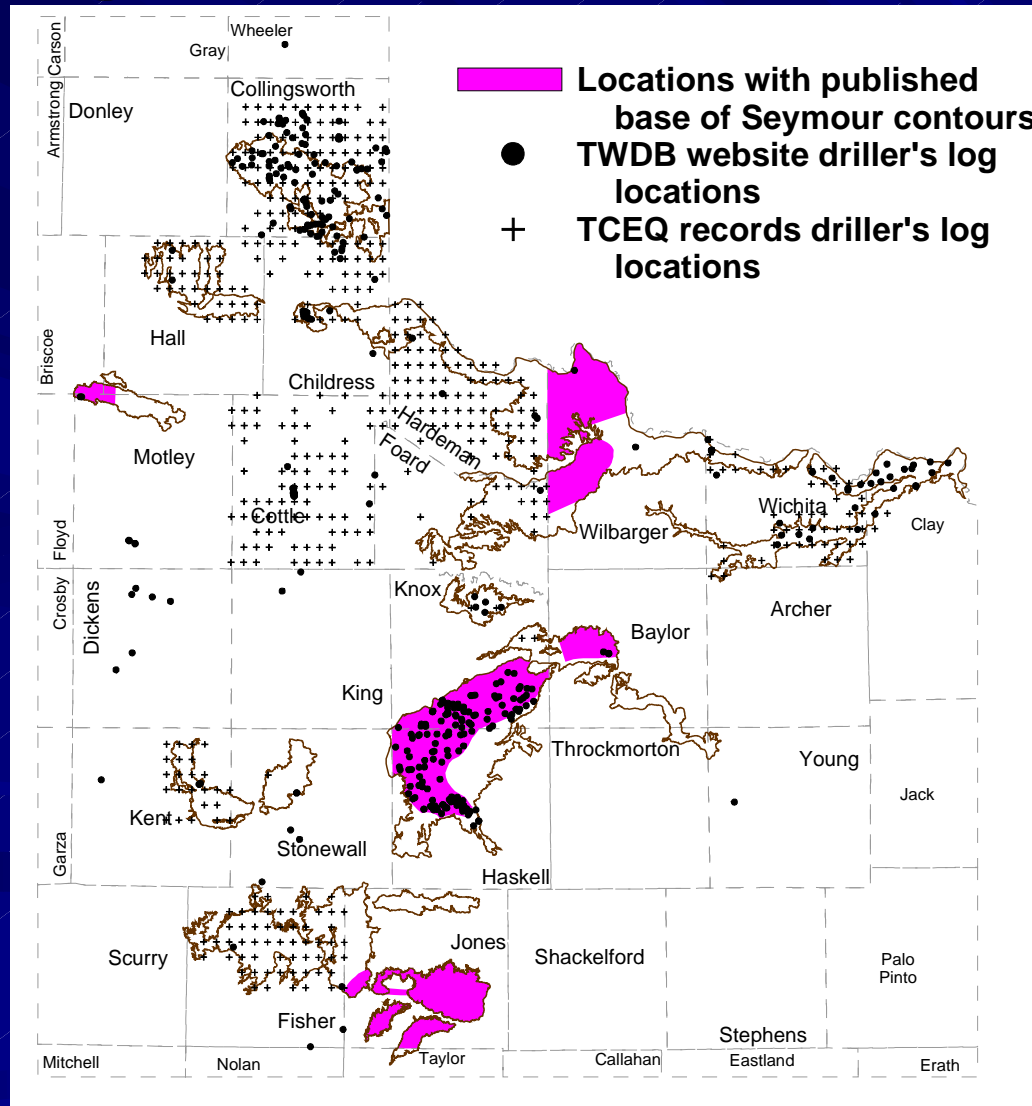 Wheeler
Gray
Armstrong Carson
Donley
Collingsworth
Locations with published
base of Seymour contours
TWDB website driller's log
locations
TCEQ records driller's log
locations
Briscoe
Hall
Childress
Hardeman
Foard
Motley
Floyd
Cottle
Wichita
Wilbarger
Clay
Crosby
Dickens
Knox
Archer
Baylor
King
Throckmorton
Young
Jack
Kent
Garza
Stonewall
Haskell
Scurry
Jones
Shackelford
Palo
Pinto
Fisher
Stephens
Mitchell
Nolan
Taylor
Callahan
Eastland
Erath